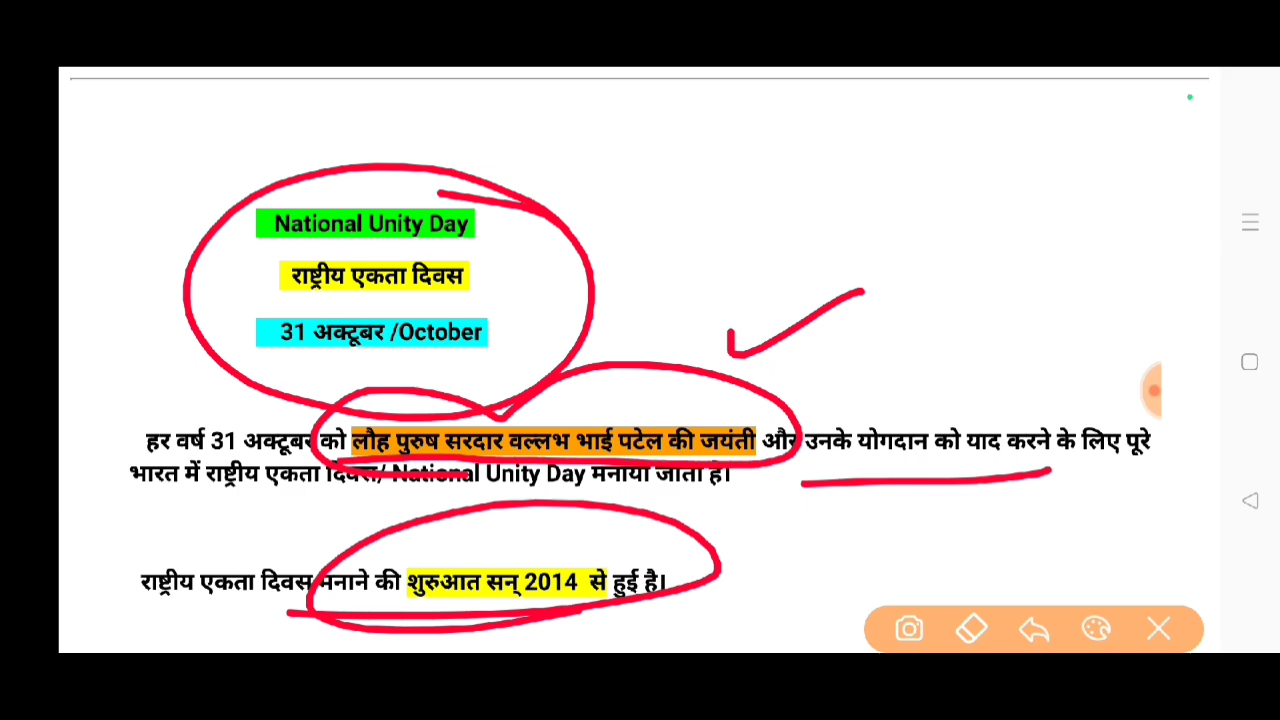 National Unity Day
राष्ट्रीय एकता दिवस
31 अक्टूबर /October
हर वर्ष 31 अक्टूबर को लौह पुरुष सरदार वल्लभ भाई पटेल की जयंती और उनके योगदान को याद करने के लिए पूरे
भारत में राष्ट्रीय एकता दिवस/ National Unity Day मनाया जाता है।
राष्ट्रीय एकता दिवस मनाने की शुरुआत सन् 2014 से हुई है।